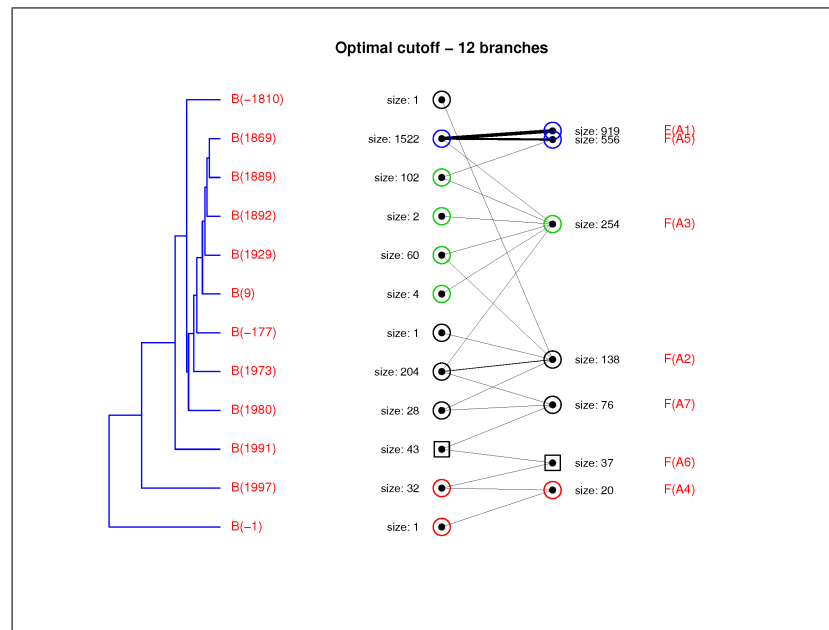 Optimal cutoff – 12 branches
B(−1810) size: 1
size: 919 F(A1)
B(1869) size: 1522 size: 556 F(A5)
B(1889) size: 102
B(1892) size: 2 size: 254 F(A3)
B(1929) size: 60
B(9) size: 4
B(−177) size: 1
size: 138 F(A2)
B(1973) size: 204
B(1980) size: 28 size: 76 F(A7)
B(1991) size: 43
size: 37 F(A6)
B(1997) size: 32 size: 20 F(A4)
B(−1) size: 1